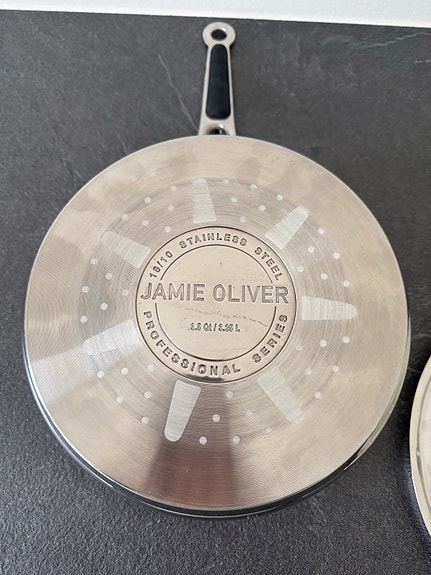 18/10 STAINLESS STEEL
JAMIE OLIVER
PROFESSIONAL SERIES